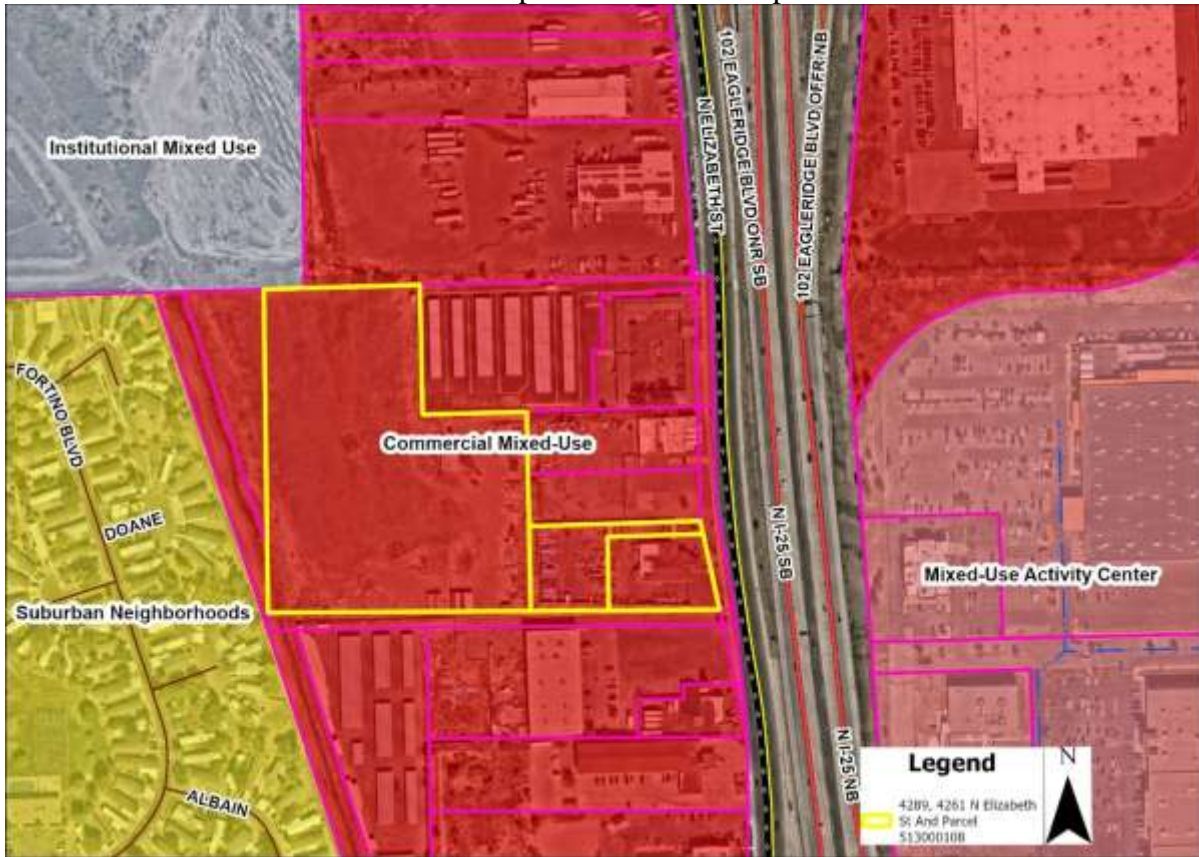 102 EAGLERIDGE BLVD ONR SB
102 EAGLERIDGE BLVD OFFR NB
N ELIZABETH ST
Institutional Mixed Use
FORTINO BLVD
Commercial Mixed-Use
DOANE
N I-25 SB
Mixed-Use Activity Center
Suburban Neighborhoods
N I-25 NB
ALBAIN
Legend
N
4289, 4261 N Elizabeth
St And Parcel
513000108